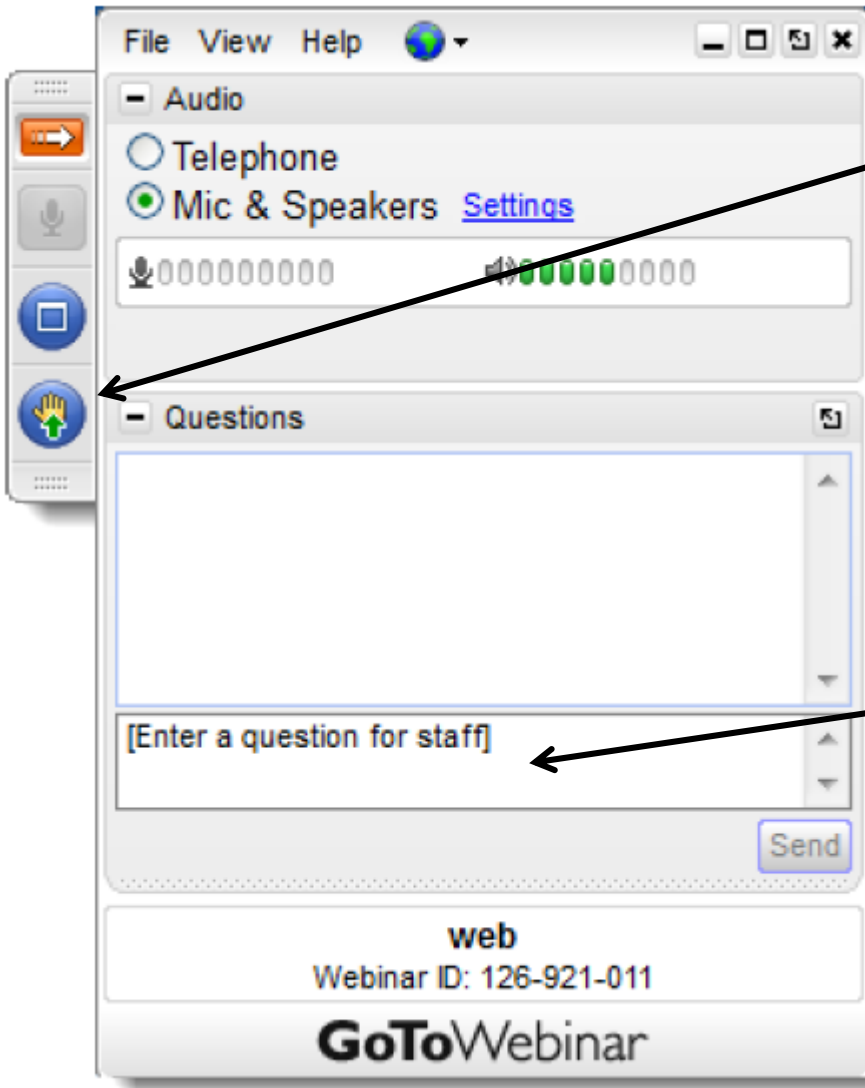 File View Help
Audio
Telephone
Mic & Speakers Settings
Questions
[Enter a question for staff]
Send
web
Webinar ID: 126-921-011
GoToWebinar